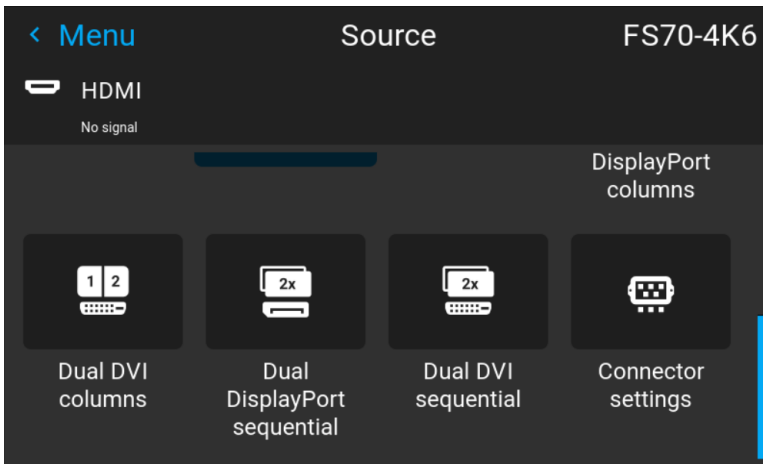 Menu
Source
FS70-4K6
HDMI
No signal
DisplayPort
columns
1 2
2x
2x
Dual DVI
columns
Dual
DisplayPort
sequential
Dual DVI
sequential
Connector
settings